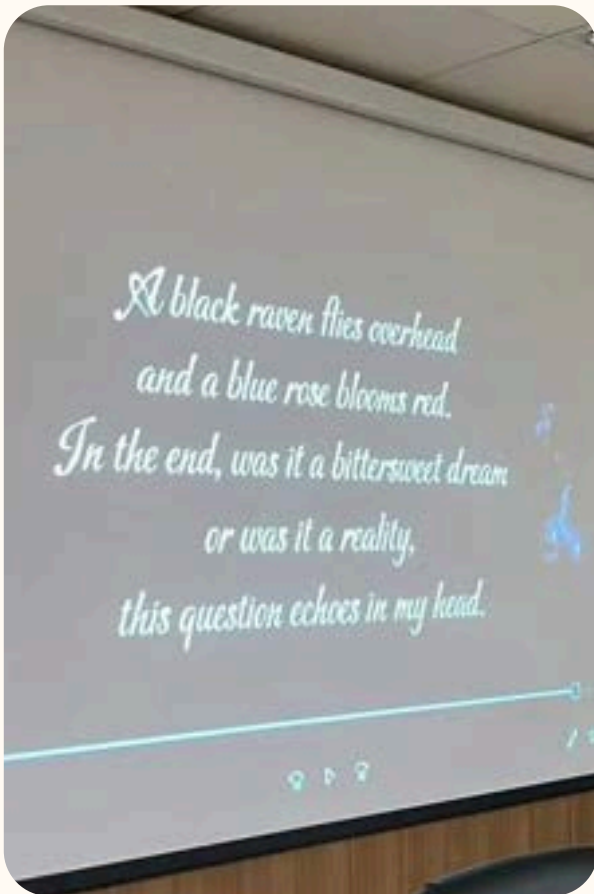 A black raven flies overhead
and a blue rose blooms red.
In the end, was it a bittersweet dream
or was it a reality,
this question echoes in my head.